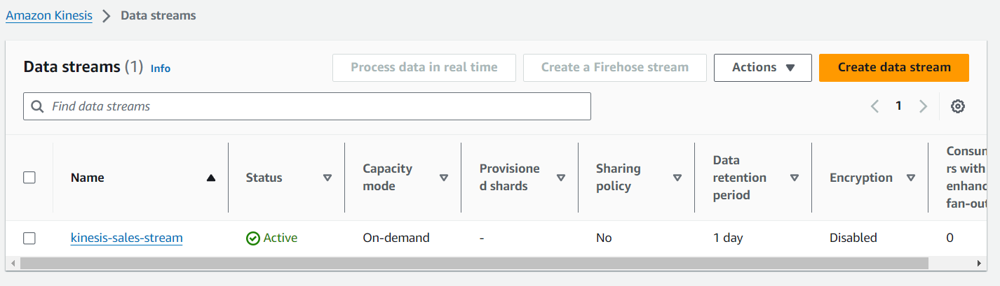 Amazon Kinesis > Data streams
Data streams (1) Info
Process data in real time
Create a Firehose stream
Actions
Create data stream
Find data streams
1
Name
Status
Capacity
mode
Provisione
d shards
Sharing
policy
Data
retention
period
Encryption
Consun
rs with
enhanc
fan-out
kinesis-sales-stream
Active
On-demand
-
No
1 day
Disabled
0